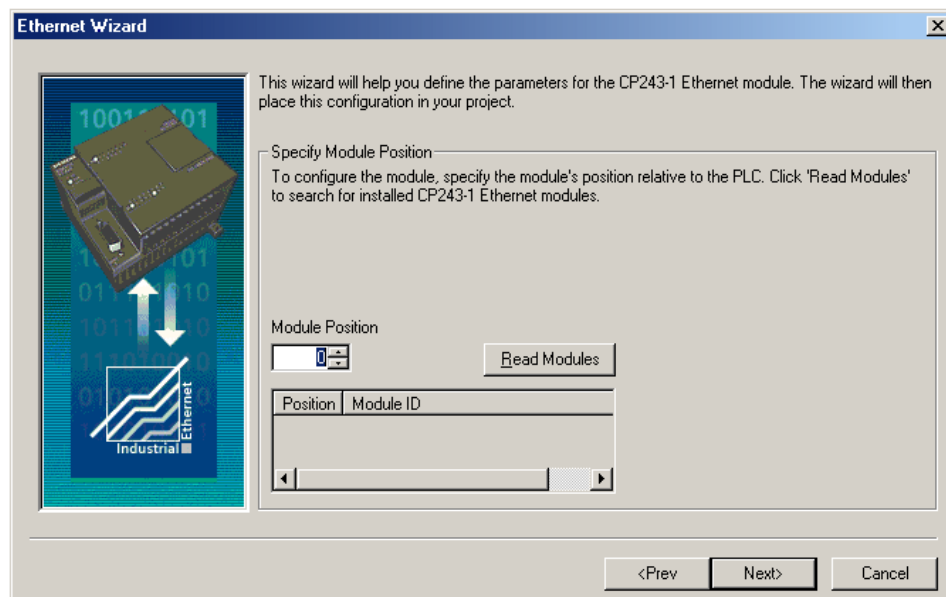 Ethernet Wizard
This wizard will help you define the parameters for the CP243-1 Ethernet module. The wizard will then
place this configuration in your project.
Specify Module Position
To configure the module, specify the module's position relative to the PLC. Click 'Read Modules'
to search for installed CP243-1 Ethernet modules.
Module Position
0
Read Modules
Position Module ID
Industrial
Ethernet
<Prev
Next>
Cancel